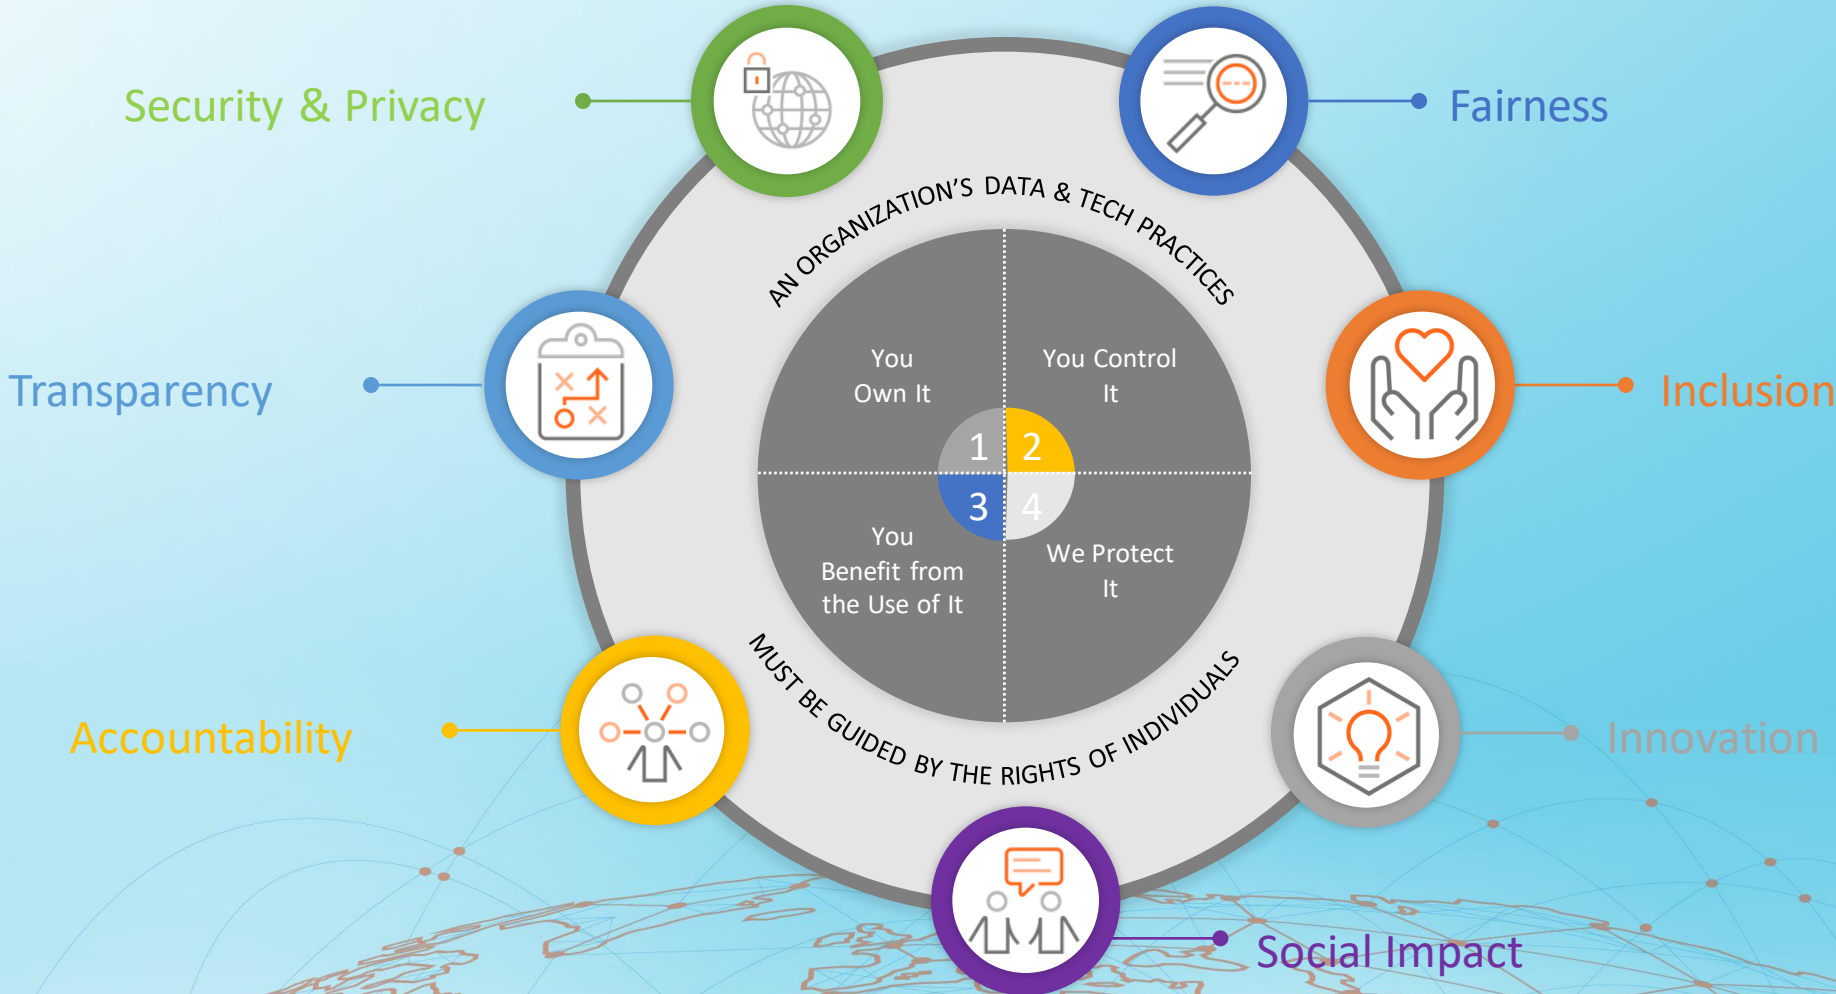 Security & Privacy
Fairness
AN ORGANIZATION'S DATA & TECH PRACTICES
Transparency
Inclusion
You
Own It
You Control
It
1
2
3
4
You
Benefit from
the Use of It
We Protect
It
MUST BE GUIDED BY THE RIGHTS OF INDIVIDUALS
Accountability
Innovation
Social Impact